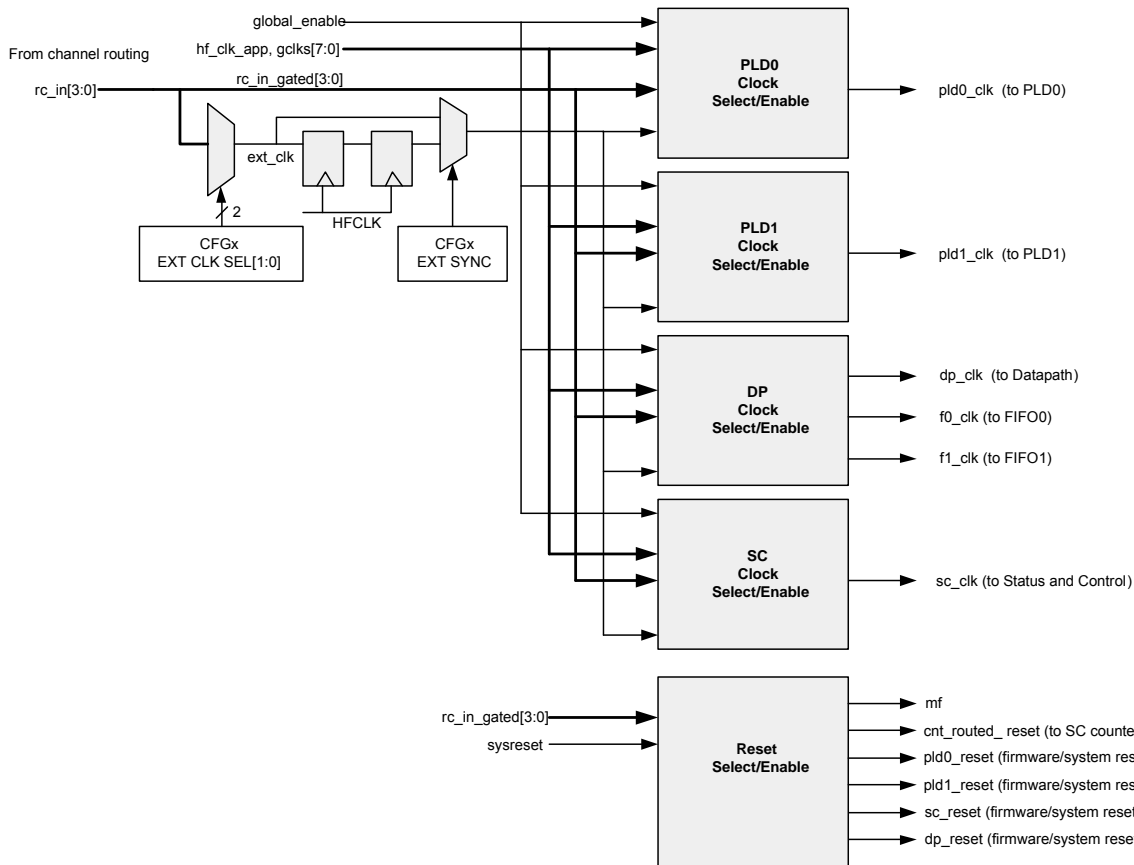 global_enable
hf_clk_app, gclks[7:0]
From channel routing
rc_in[3:0]
rc_in_gated[3:0]
ext_clk
2
HFCLK
CFGx
EXT CLK SEL[1:0]
CFGx
EXT SYNC
PLD0
Clock
Select/Enable
pld0_clk (to PLD0)
PLD1
Clock
Select/Enable
pld1_clk (to PLD1)
DP
Clock
Select/Enable
dp_clk (to Datapath)
f0_clk (to FIFO0)
f1_clk (to FIFO1)
SC
Clock
Select/Enable
sc_clk (to Status and Control)
rc_in_gated[3:0]
sysreset
Reset
Select/Enable
mf
cnt_routed_ reset (to SC counte
pld0_reset (firmware/system res
pld1_reset (firmware/system res
sc_reset (firmware/system reset
dp_reset (firmware/system rese